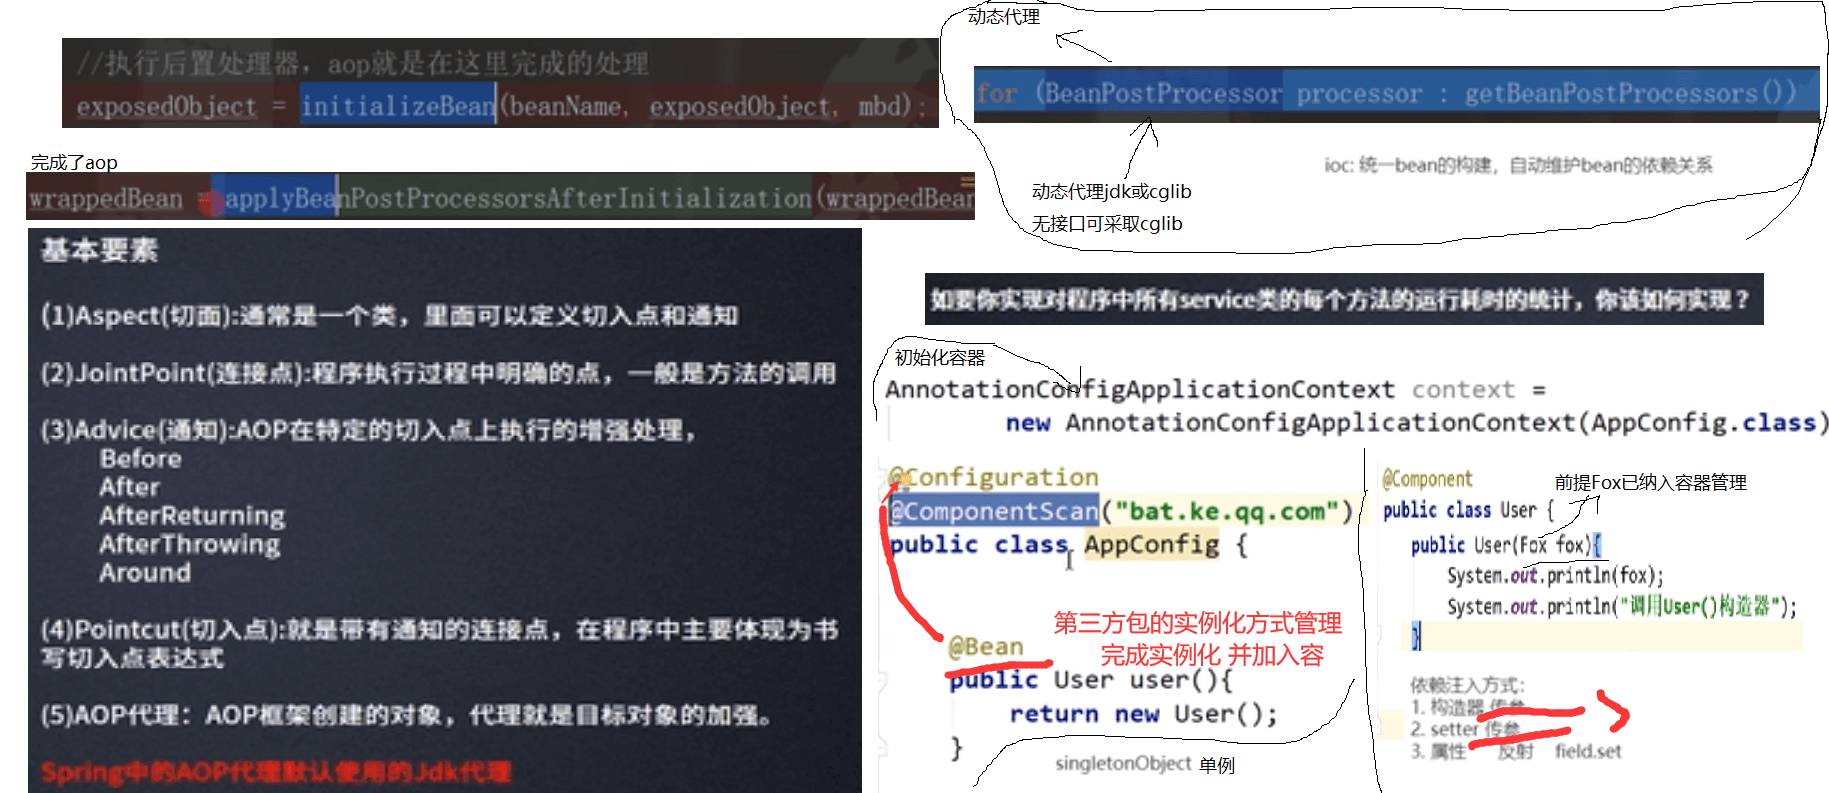 //执行后置处理器，aop就是在这里完成的处理
exposedObject = initializeBean(beanName, exposedObject, mbd);
完成了aop
wrappedBean = applyBeanPostProcessorsAfterInitialization(wrappedBean
基本要素
(1)Aspect(切面):通常是一个类，里面可以定义切入点和通知
(2)JointPoint(连接点):程序执行过程中明确的点，一般是方法的调用
(3)Advice(通知):AOP在特定的切入点上执行的增强处理，
Before
After
AfterReturning
AfterThrowing
Around
(4)Pointcut(切入点):就是带有通知的连接点，在程序中主要体现为书
写切入点表达式
(5)AOP代理：AOP框架创建的对象，代理就是目标对象的加强。
Spring中的AOP代理默认使用的Jdk代理
动态代理
for (BeanPostProcessor processor : getBeanPostProcessors())
ioc: 统一bean的构建，自动维护bean的依赖关系
动态代理jdk或cglib
无接口可采取cglib
如要你实现对程序中所有service类的每个方法的运行耗时的统计，你该如何实现？
初始化容器
AnnotationConfigApplicationContext context =
new AnnotationConfigApplicationContext(AppConfig.class)
@Configuration
@ComponentScan("bat.ke.qq.com")
public class AppConfig {
第三方包的实例化方式管理
完成实例化 并加入容
@Bean
public User user(){
return new User();
}
singletonObject 单例
@Component
前提Fox已纳入容器管理
public class User {
public User(Fox fox){
System.out.println(fox);
System.out.println("调用User()构造器");
}
依赖注入方式：
1. 构造器 传参
2. setter 传参
3. 属性 反射 field.set